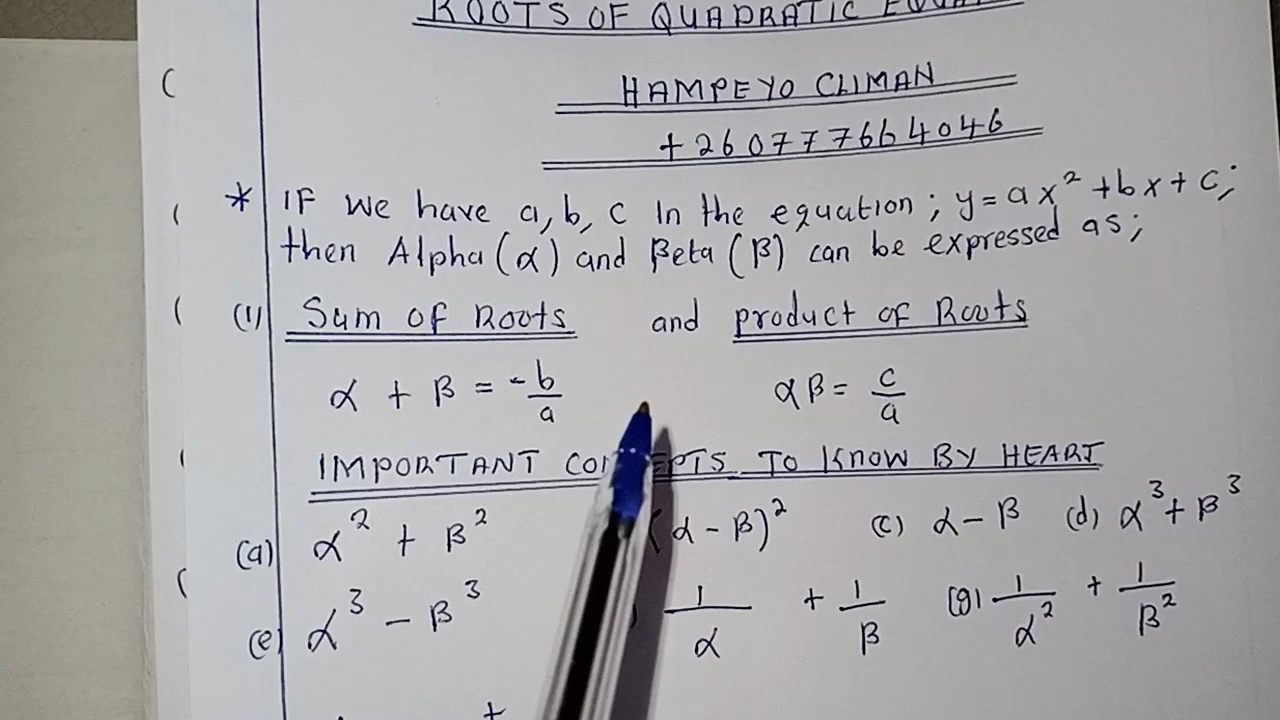 ROOTS OF QUADRATIC
HAMPEYO CLIMAN
+260777664046
* IF we have a, b, c in the equation; y = ax² + bx + c;
then Alpha (α) and Beta (β) can be expressed as;
(1) Sum of Roots and product of Roots
α + β = -b/a αβ = c/a
IMPORTANT TO KNOW BY HEART
(a) α² + β² (α - β)² (c) α - β (d) α³ + β³
(e) α³ - β³ 1/α + 1/β (g) 1/α² + 1/β²
+